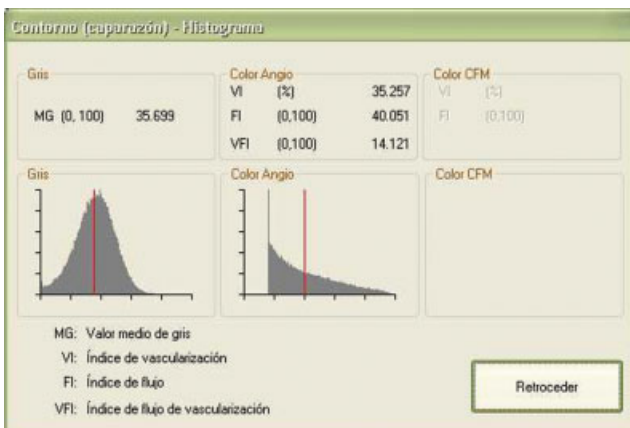 Contorno (caparazón) - Histograma
Gris
MG (0, 100) 35.699
Color Angio
VI (%) 35.257
FI (0,100) 40.051
VFI (0,100) 14.121
Color CFM
VI (%)
FI (0,100)
Gris
Color Angio
Color CFM
MG: Valor medio de gris
VI: Índice de vascularización
FI: Índice de flujo
VFI: Índice de flujo de vascularización
Retroceder